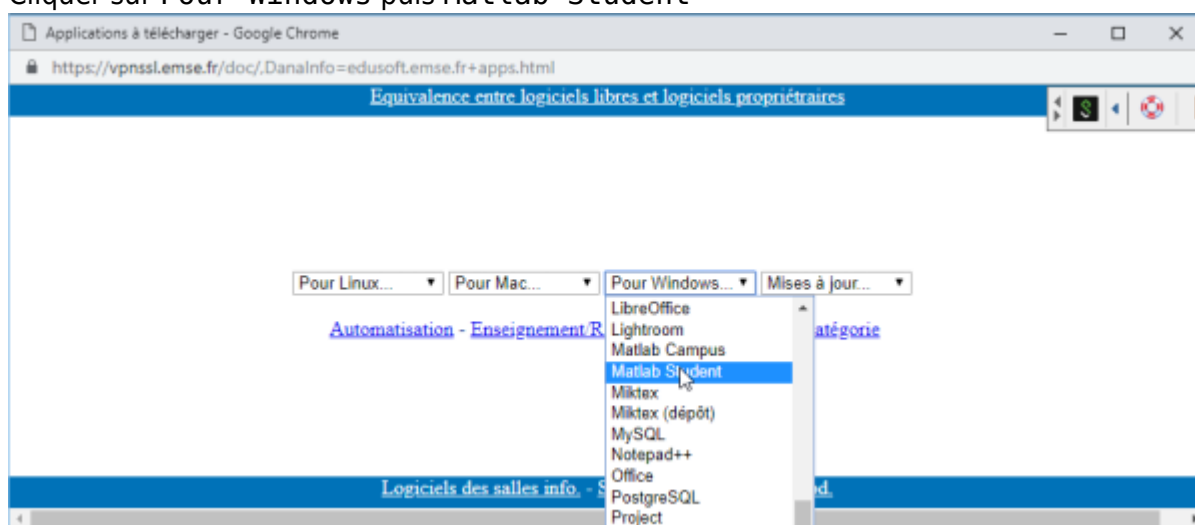 Cliquer sur Pour Windows puis Matlab Student
Applications à télécharger - Google Chrome
https://vpnssl.emse.fr/doc/,DanaInfo=edusoft.emse.fr+apps.html
Equivalence entre logiciels libres et logiciels propriétaires
Pour Linux... Pour Mac... Pour Windows... Mises à jour...
LibreOffice
Automatisation - Enseignement/R Lightroom atégorie
Matlab Campus
Matlab Student
Miktex
Miktex (dépôt)
MySQL
Notepad++
Office
Logiciels des salles info. - S d.
PostgreSQL
Project